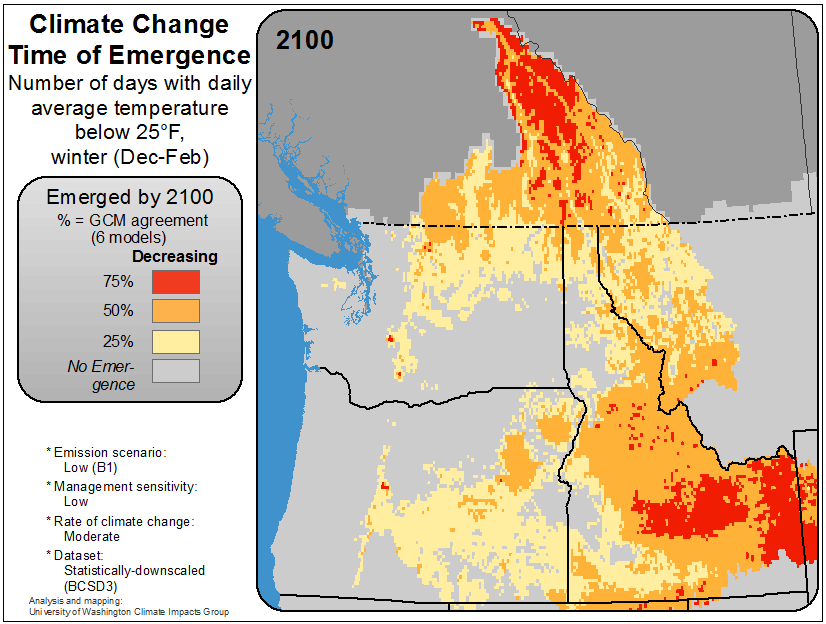 Climate Change
Time of Emergence
Number of days with daily
average temperature
below 25°F,
winter (Dec-Feb)
2100
Emerged by 2100
% = GCM agreement
(6 models)
Decreasing
75%
50%
25%
No Emer-
gence
* Emission scenario:
Low (B1)
* Management sensitivity:
Low
* Rate of climate change:
Moderate
* Dataset:
Statistically-downscaled
(BCSD3)
Analysis and mapping:
University of Washington Climate Impacts Group